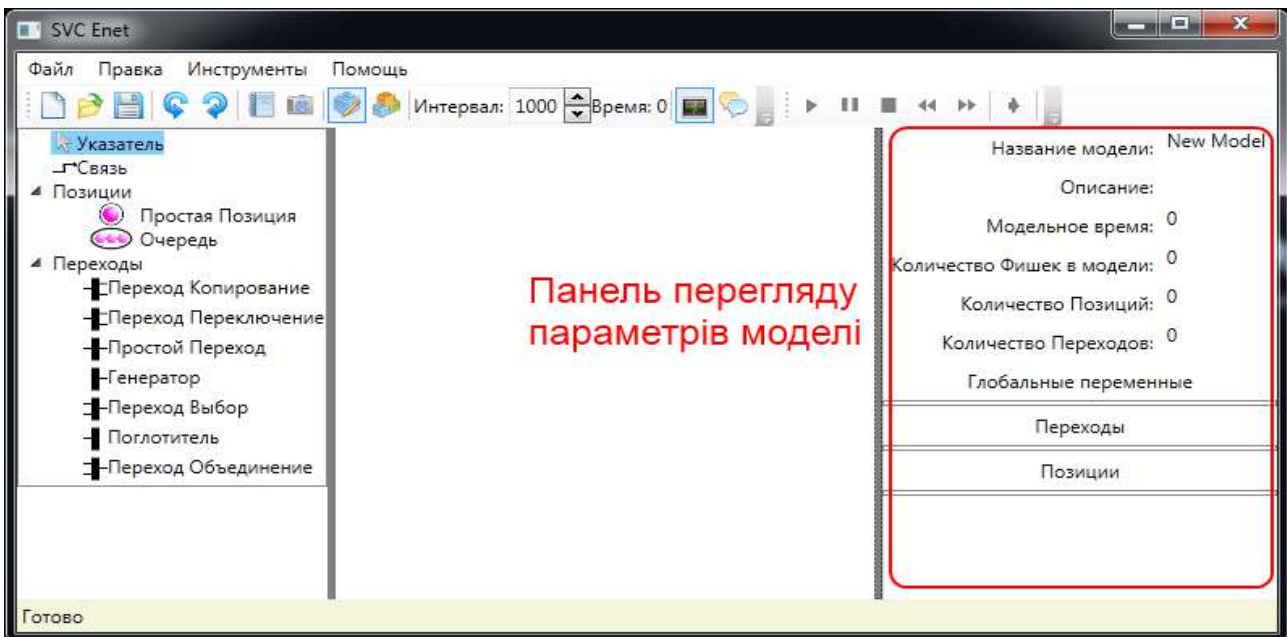 SVC Enet
Файл Правка Инструменты Помощь
Интервал: 1000 Время: 0
Указатель
Связь
Позиции
Простая Позиция
Очередь
Переходы
Переход Копирование
Переход Переключение
Простой Переход
Генератор
Переход Выбор
Поглотитель
Переход Объединение
Панель перегляду
параметрів моделі
Название модели: New Model
Описание:
Модельное время: 0
Количество Фишек в модели: 0
Количество Позиций: 0
Количество Переходов: 0
Глобальные переменные
Переходы
Позиции
Готово